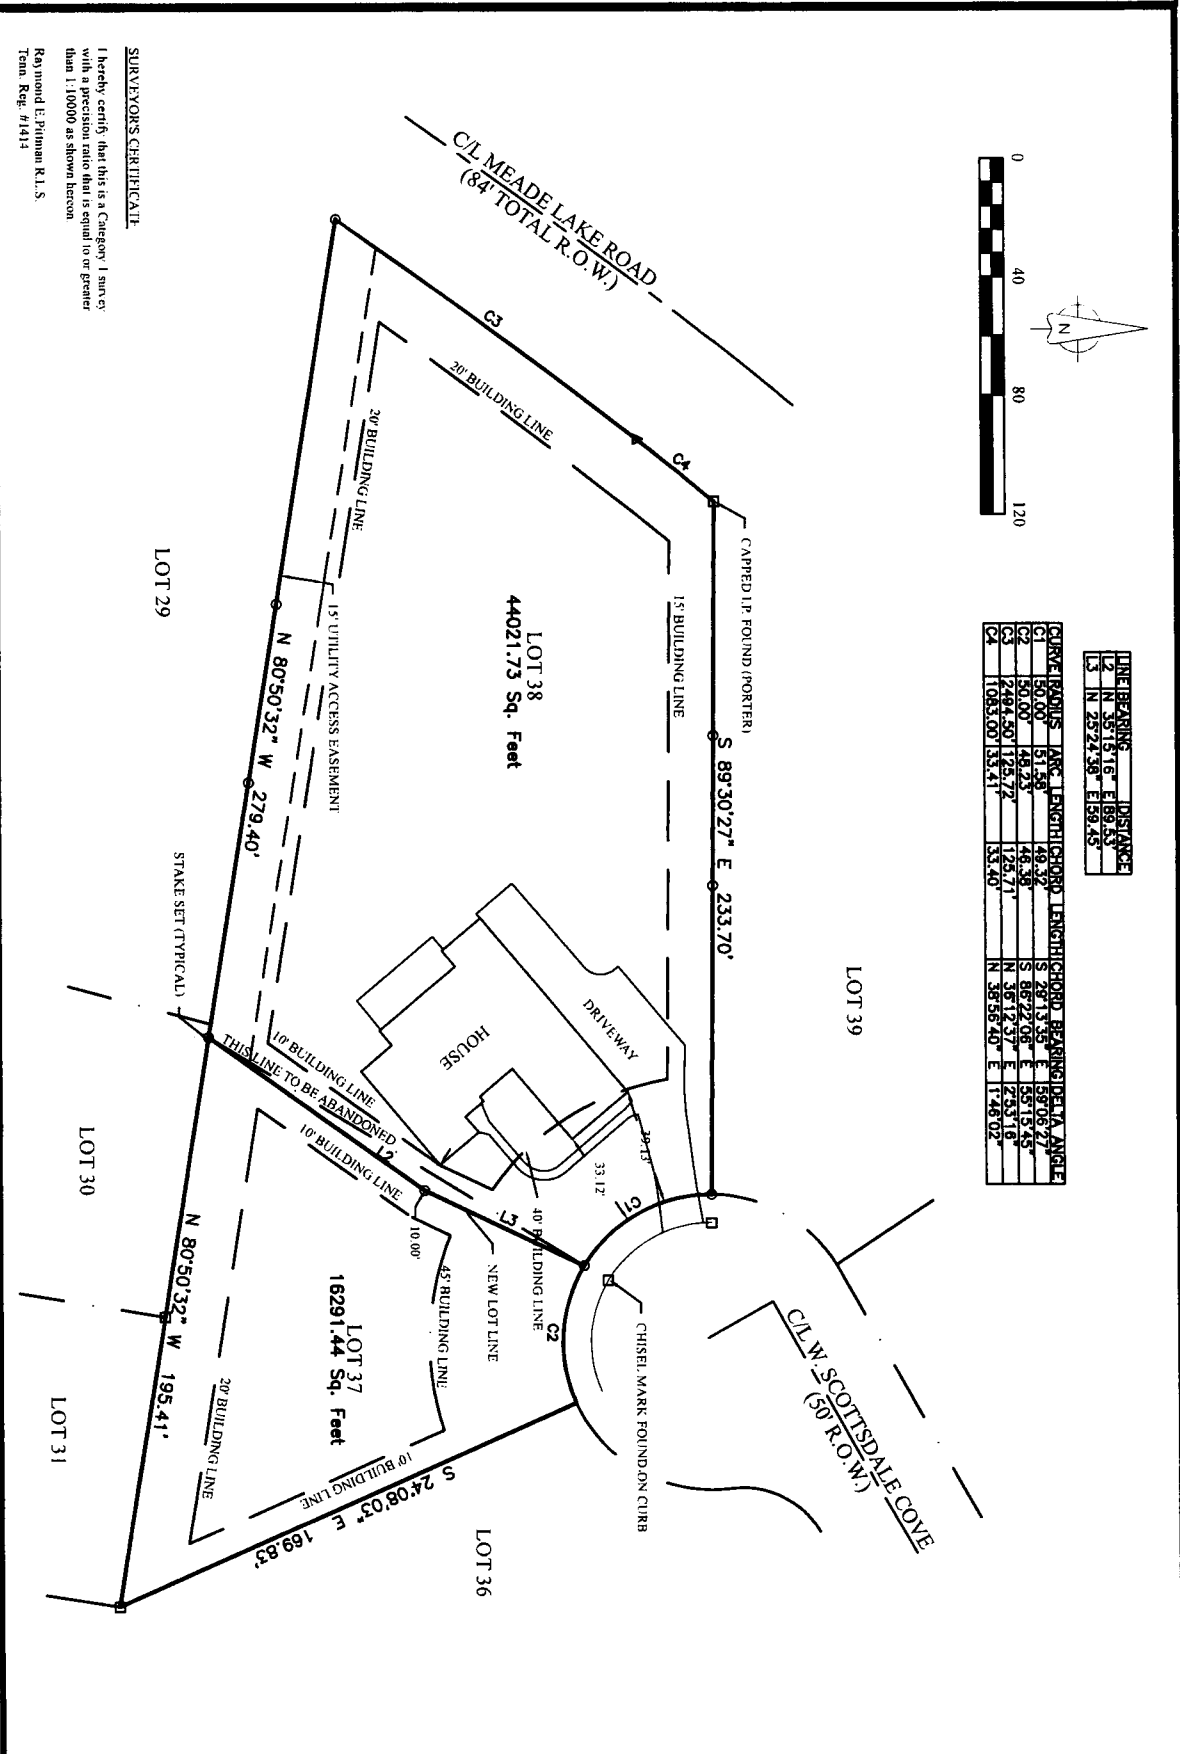 LINE BEARING DISTANCE
L2 N 35°15'16" E 89.53'
L3 N 25°24'38" E 59.45'
CURVE RADIUS ARC LENGTH CHORD LENGTH CHORD BEARING DELTA ANGLE
C1 50.00' 51.58' 49.32' S 29°13'35" E 59°06'27"
C2 50.00' 48.23' 46.38' S 86°22'06" E 55°15'45"
C3 2494.50' 125.72' 125.71' N 36°12'37" E 2°53'16"
C4 1083.00' 33.41' 33.40' N 38°56'40" E 1°46'02"
N
0 40 80 120
C/L MEADE LAKE ROAD
(84' TOTAL R.O.W.)
C/L W. SCOTTSDALE COVE
(50' R.O.W.)
LOT 39
CAPPED I.P. FOUND (PORTER)
S 89°30'27" E 233.70'
C4
C3
15' BUILDING LINE
20' BUILDING LINE
20' BUILDING LINE
LOT 38
44021.73 Sq. Feet
DRIVEWAY
HOUSE
39.13'
33.12'
C1
C2
CHISEL MARK FOUND ON CURB
40' BUILDING LINE
L3
NEW LOT LINE
10.00'
45' BUILDING LINE
L2
10' BUILDING LINE
THIS LINE TO BE ABANDONED
10' BUILDING LINE
15' UTILITY ACCESS EASEMENT
N 80°50'32" W 279.40'
STAKE SET (TYPICAL)
LOT 37
16291.44 Sq. Feet
10' BUILDING LINE
S 24°08'03" E 169.83'
LOT 36
20' BUILDING LINE
N 80°50'32" W 195.41'
LOT 29
LOT 30
LOT 31
SURVEYOR'S CERTIFICATE
I hereby certify that this is a Category 1 survey
with a precision ratio that is equal to or greater
than 1:10000 as shown hereon
Raymond E. Pittman R.L.S.
Tenn. Reg. #1414